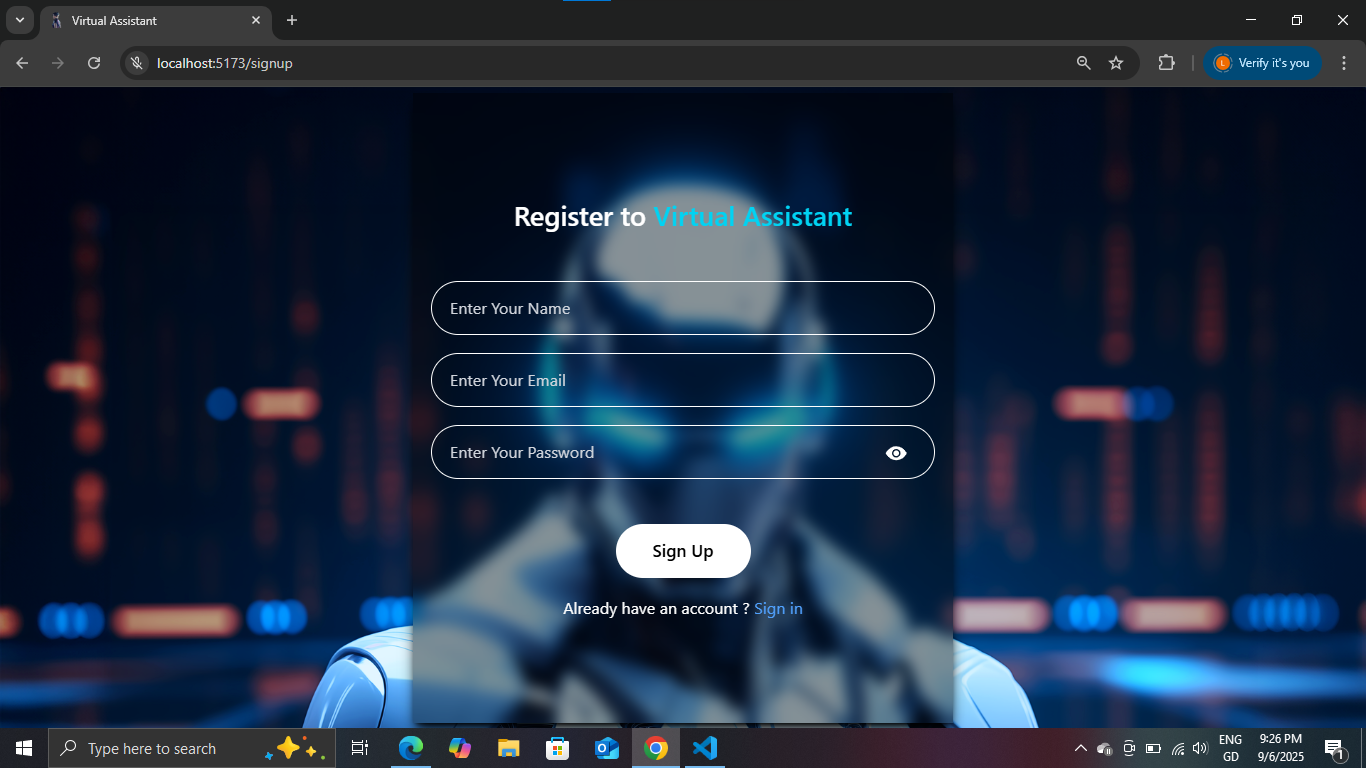 Virtual Assistant
localhost:5173/signup
Verify it's you
Register to Virtual Assistant
Enter Your Name
Enter Your Email
Enter Your Password
Sign Up
Already have an account ? Sign in
Type here to search
ENG
GD
9:26 PM
9/6/2025
1